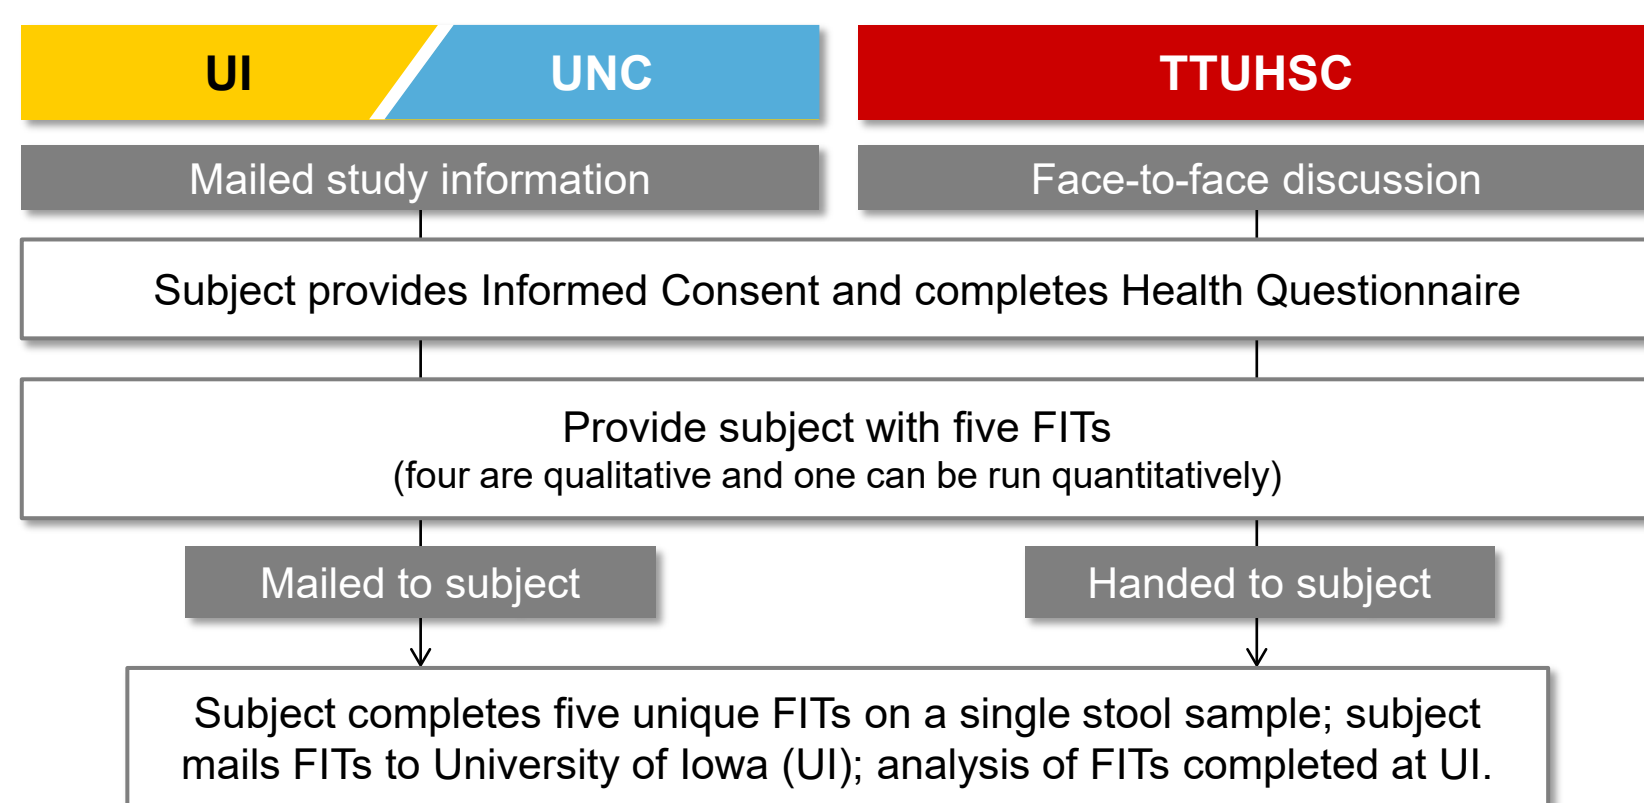 UI
UNC
TTUHSC
Mailed study information
Face-to-face discussion
Subject provides Informed Consent and completes Health Questionnaire
Provide subject with five FITs
(four are qualitative and one can be run quantitatively)
Mailed to subject
Handed to subject
Subject completes five unique FITs on a single stool sample; subject
mails FITs to University of Iowa (UI); analysis of FITs completed at UI.